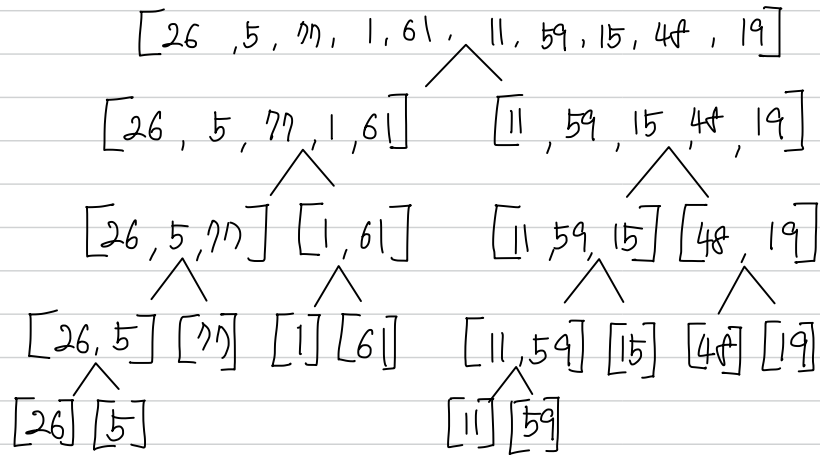 [26 ,5, 77, 1,61, 11, 59,15,48, 19]
[26, 5, 77,1,61] [11, 59, 15,48, 19]
[26,5,77] [1,61] [11,59,15] [48, 19]
[26,5] [77] [1] [61] [11,59] [15] [48] [19]
[26] [5] [11] [59]